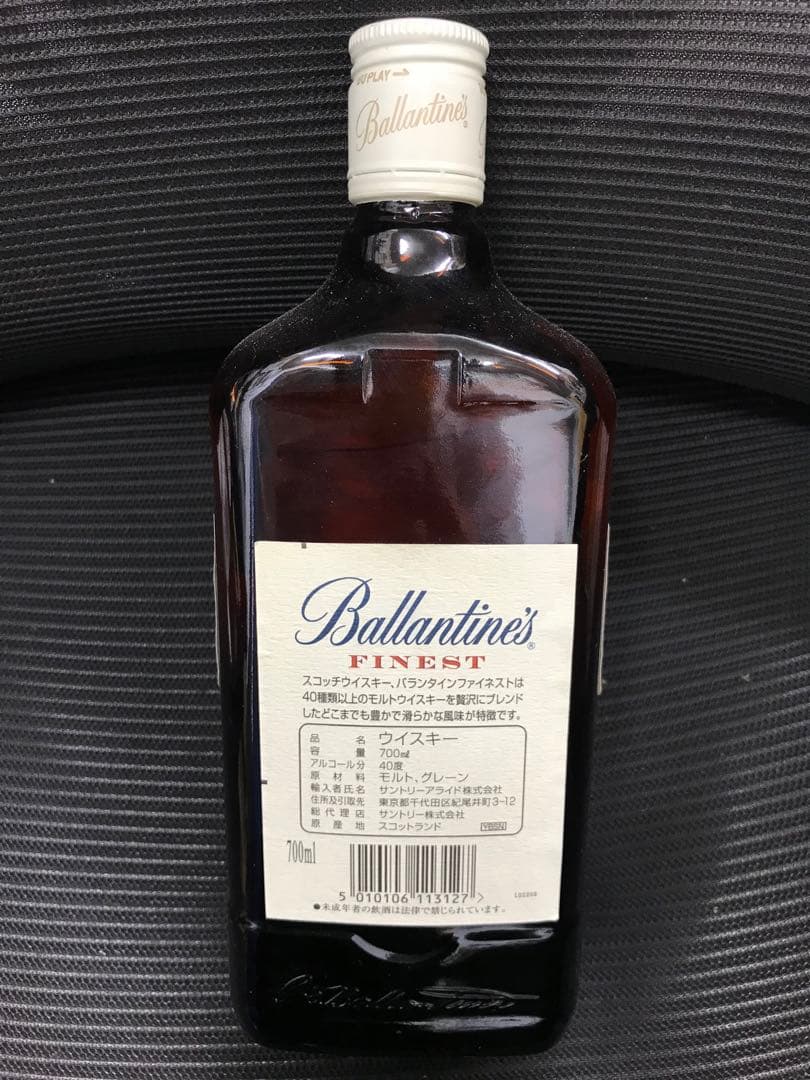 Ballantine's®
Ballantine's®
FINEST
スコッチウイスキー、バランタインファイネストは
40種類以上のモルトウイスキーを贅沢にブレンド
したどこまでも豊かで滑らかな風味が特徴です。
品名 ウイスキー
容量 700㎖
アルコール分 40度
原材料 モルト、グレーン
輸入者氏名 サントリーアライド株式会社
住所及引取先 東京都千代田区紀尾井町3-12
総代理店 サントリー株式会社
原産地 スコットランド YBSN
700ml
5 010106 113127 >
●未成年者の飲酒は法律で禁じられています。